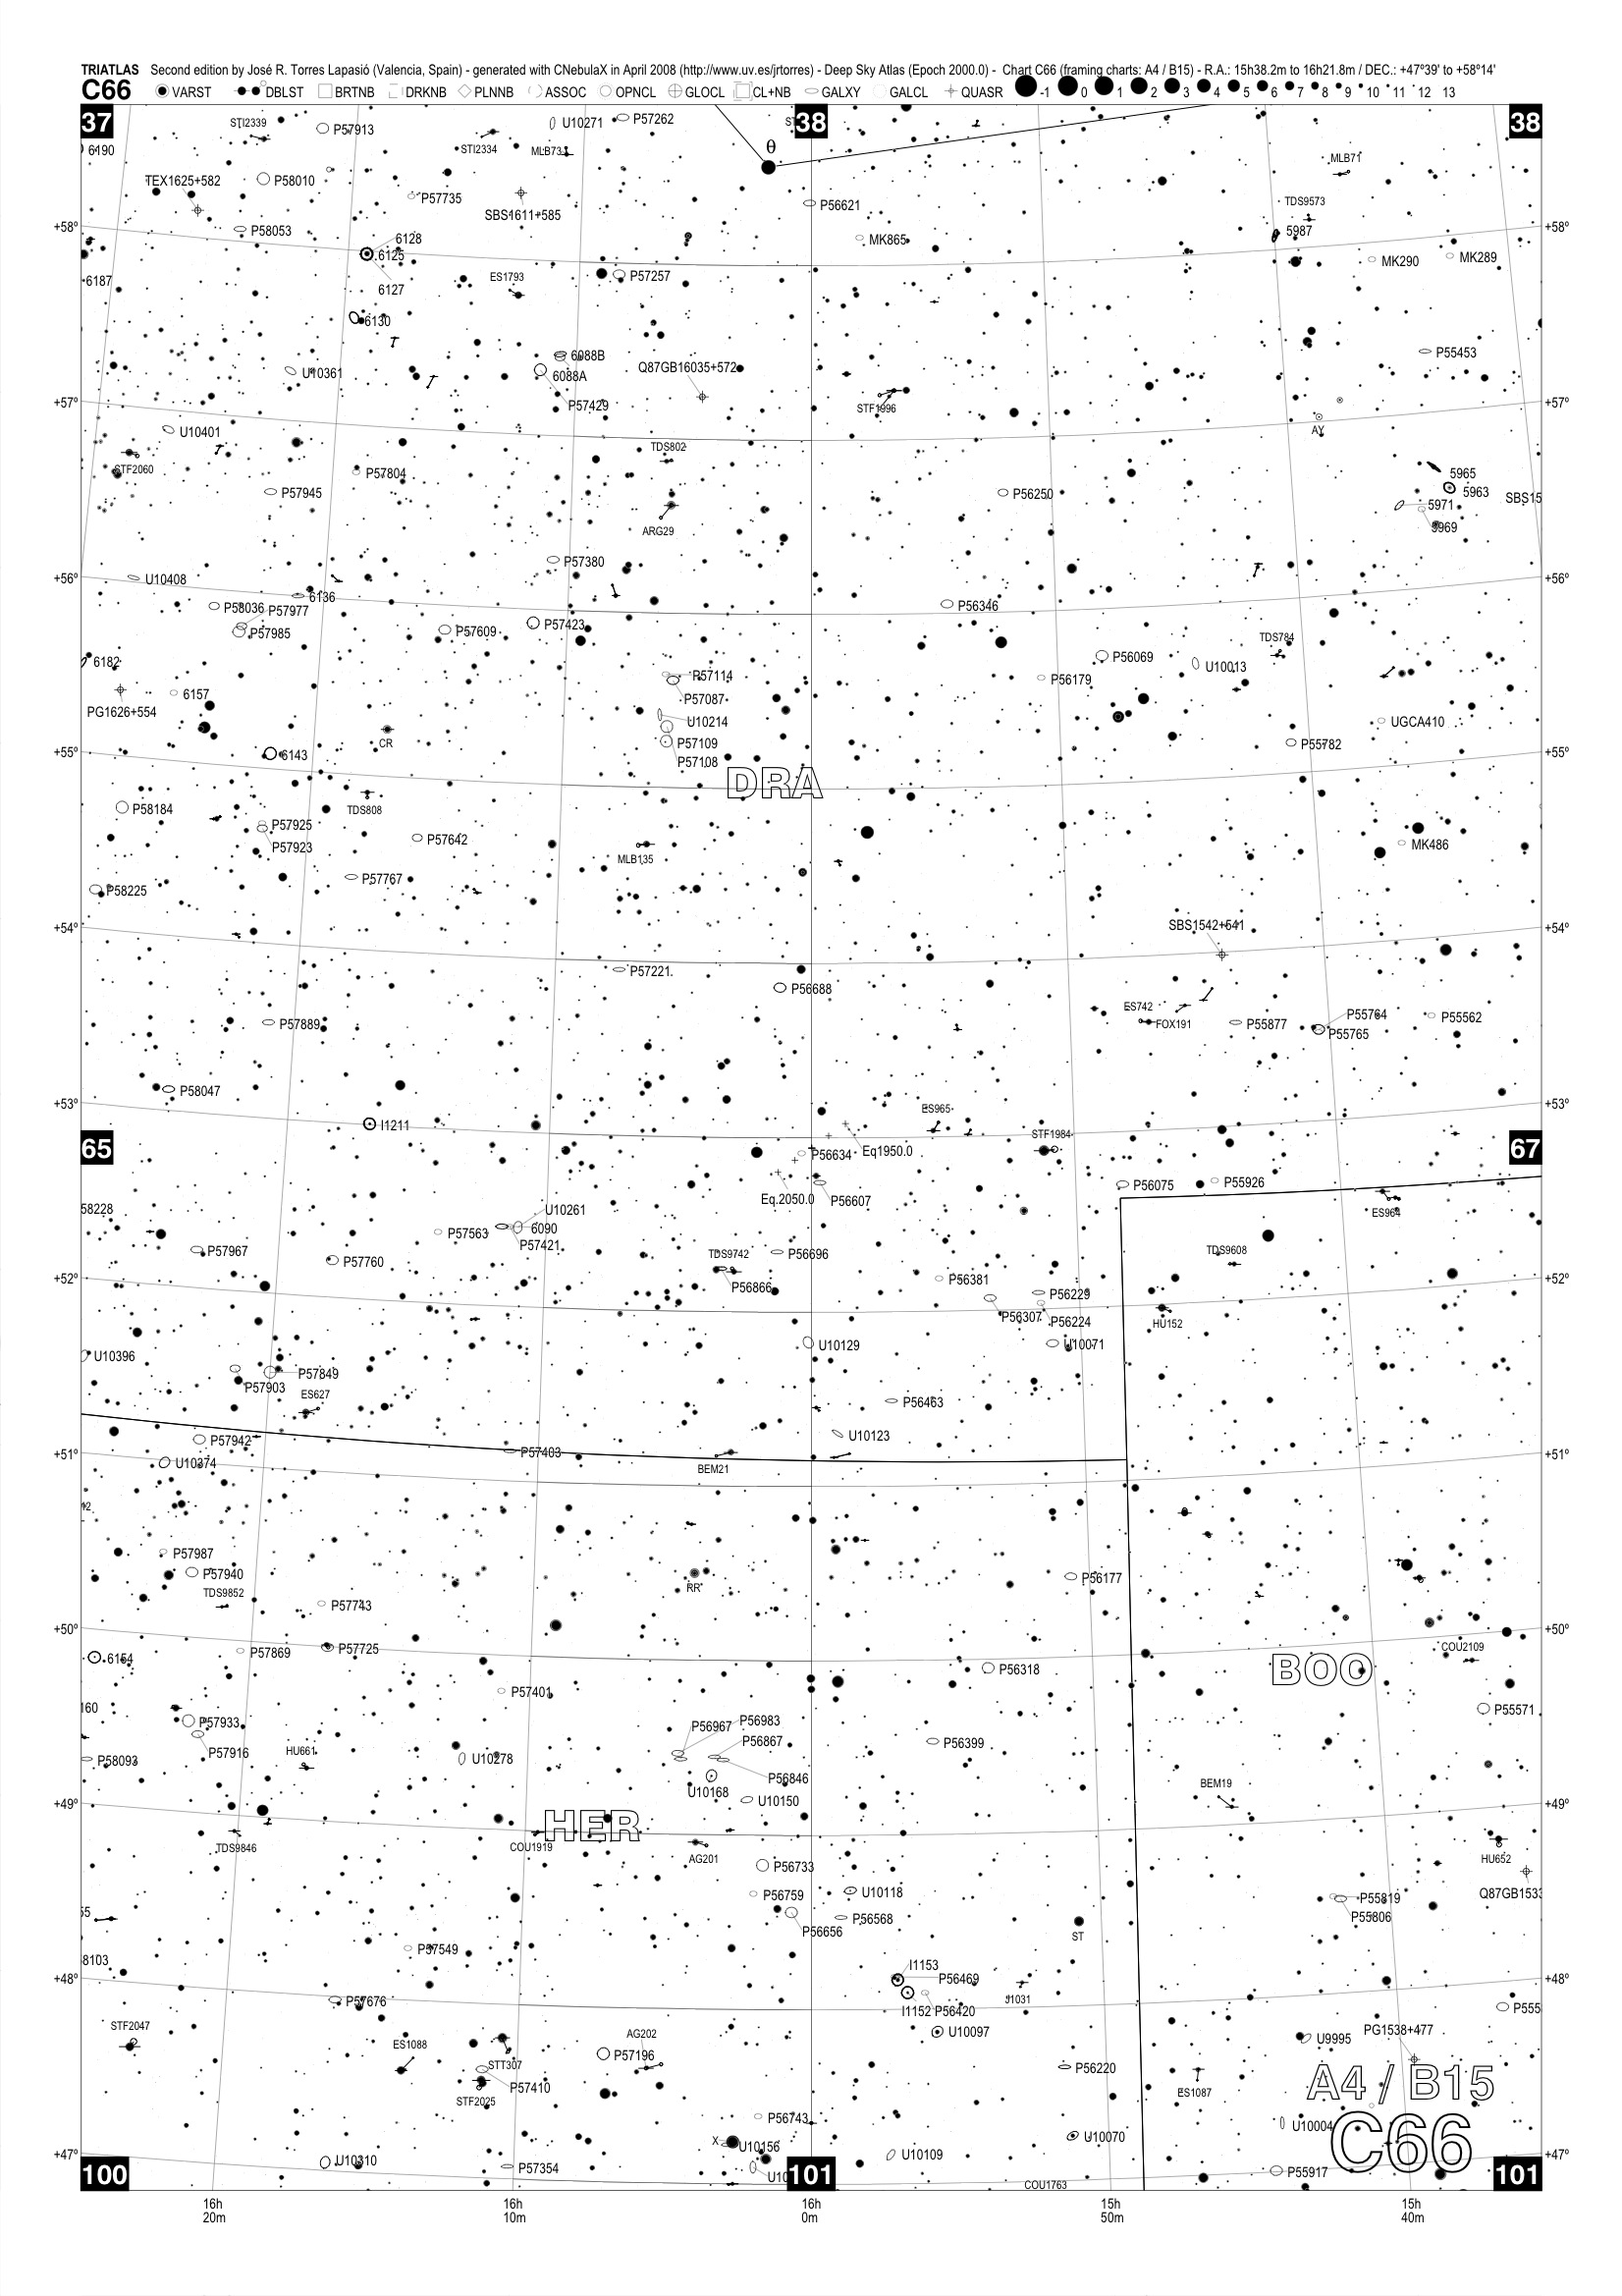 TRIATLAS Second edition by José R. Torres Lapasió (Valencia, Spain) - generated with CNebulaX in April 2008 (http://www.uv.es/jrtorres) - Deep Sky Atlas (Epoch 2000.0) - Chart C66 (framing charts: A4 / B15) - R.A.: 15h38.2m to 16h21.8m / DEC.: +47°39' to +58°14'
C66 VARST DBLST BRTNB DRKNB PLNNB ASSOC OPNCL GLOCL CL+NB GALXY GALCL QUASR -1 0 1 2 3 4 5 6 7 8 9 10 11 12 13
37 38 38
STI2339 P57913 U10271 P57262
6190 STI2334 MLB73 θ MLB71
TEX1625+582 P58010 P57735 SBS1611+585 P56621 TDS9573
+58° P58053 6128 MK865 5987 +58°
6125 MK290 MK289
6187 6127 ES1793 P57257
6130
6088B P55453
U10361 6088A Q87GB16035+572
+57° P57429 STF1996 +57°
U10401 AY
STF2060 P57804 TDS802 5965
P57945 P56250 5963 SBS15
ARG29 5971
5969
P57380
+56° U10408 +56°
6136
P58036 P57977 P56346
P57985 P57609 P57423 TDS784
6182 P56069 U10013
6157 P57114 P56179
PG1626+554 P57087
U10214 UGCA410
CR P57109 P55782
+55° 6143 P57108 +55°
DRA
P58184 TDS808
P57925 P57642 MK486
P57923 MLB135
P57767
P58225
+54° SBS1542+541 +54°
P57221
P56688
ES742 P55764
P57889 FOX191 P55877 P55765 P55562
P58047
+53° +53°
I1211 ES965
65 STF1984 67
Eq1950.0
P56634
Eq.2050.0 P56607 P56075 P55926
58228 U10261 ES964
P57563 6090
P57967 P57421 TDS9742 P56696 TDS9608
P57760
+52° P56866 P56381 P56229 +52°
P56307 P56224 HU152
U10396 U10129 U10071
P57849
P57903 ES627 P56463
P57942 U10123
+51° P57403 +51°
U10374 BEM21
P57987
P57940 RR P56177
TDS9852 P57743
+50° +50°
P57869 P57725 COU2109
6154 P56318 BOO
P57401
160 P55571
P57933 P56983
P56967 P56867 P56399
P57916 HU661
P58093 U10278 P56846
U10168 BEM19
+49° U10150 +49°
HER
TDS9846 COU1919 AG201 HU652
P56733
P56759 U10118 Q87GB1533
P56568 P55819
P56656 P55806
ST
P57549
8103 I1153
+48° P56469 +48°
P57676 I1152 P56420 J1031 P555
STF2047 U10097 PG1538+477
AG202 U9995
ES1088 STT307 P57196
P57410 P56220 A4 / B15
STF2025 ES1087
P56743 U10004
C66
X U10156 U10070
+47° U10109 +47°
U10310 P57354 P55917
100 101 COU1763 101
16h 16h 16h 15h 15h
20m 10m 0m 50m 40m